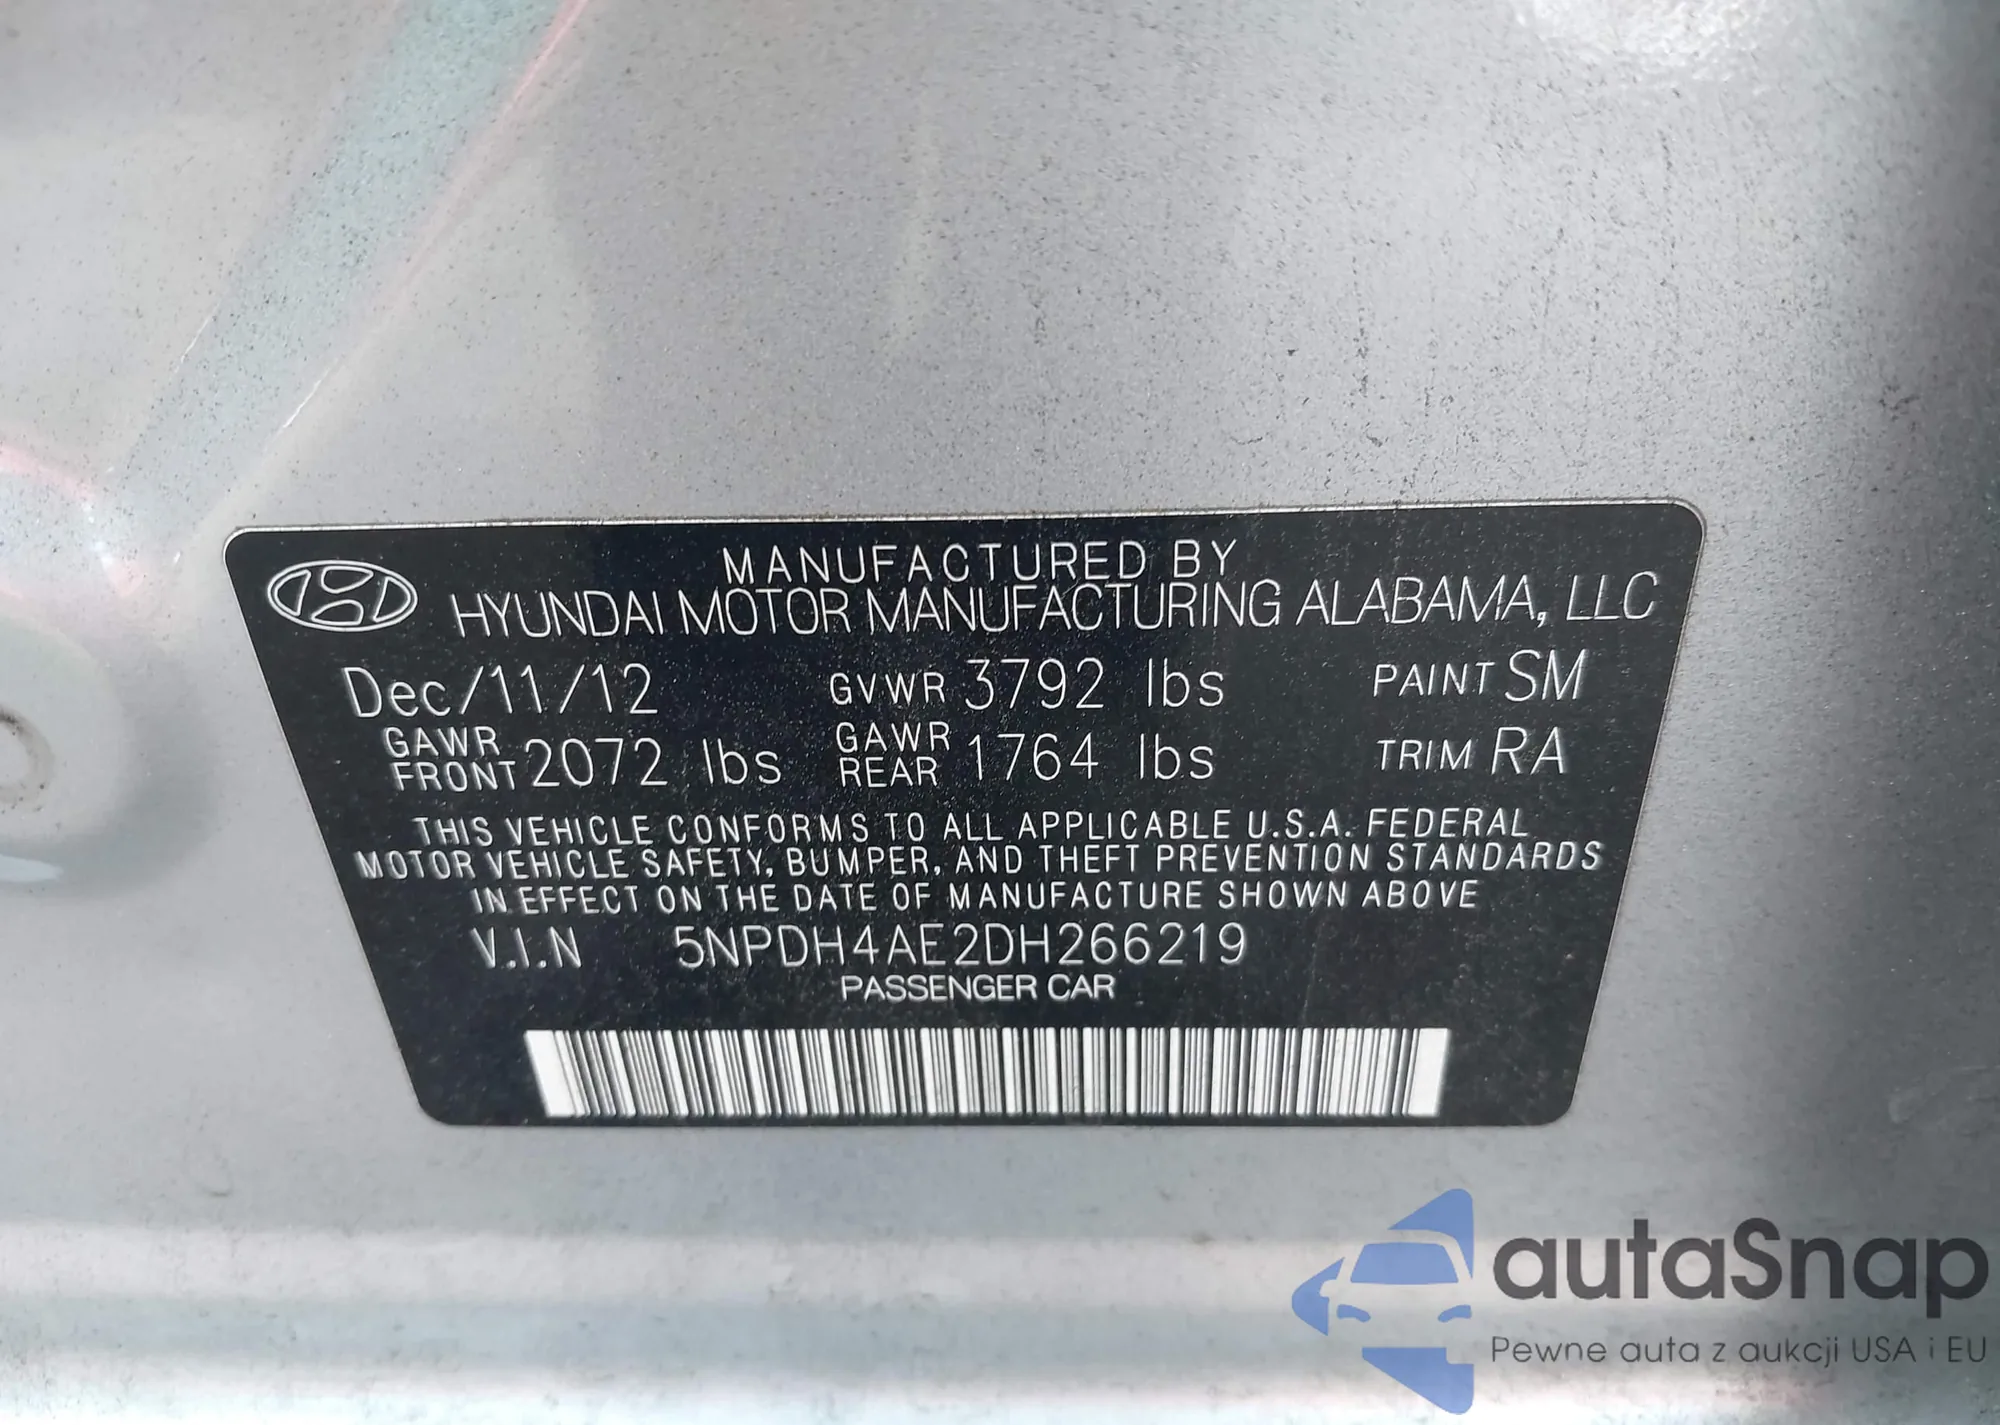 MANUFACTURED BY
HYUNDAI MOTOR MANUFACTURING ALABAMA, LLC
Dec/11/12 GVWR 3792 lbs PAINT SM
GAWR FRONT 2072 lbs GAWR REAR 1764 lbs TRIM RA
THIS VEHICLE CONFORMS TO ALL APPLICABLE U.S.A. FEDERAL
MOTOR VEHICLE SAFETY, BUMPER, AND THEFT PREVENTION STANDARDS
IN EFFECT ON THE DATE OF MANUFACTURE SHOWN ABOVE
V.I.N 5NPDH4AE2DH266219
PASSENGER CAR
autaSnap
Pewne auta z aukcji USA i EU